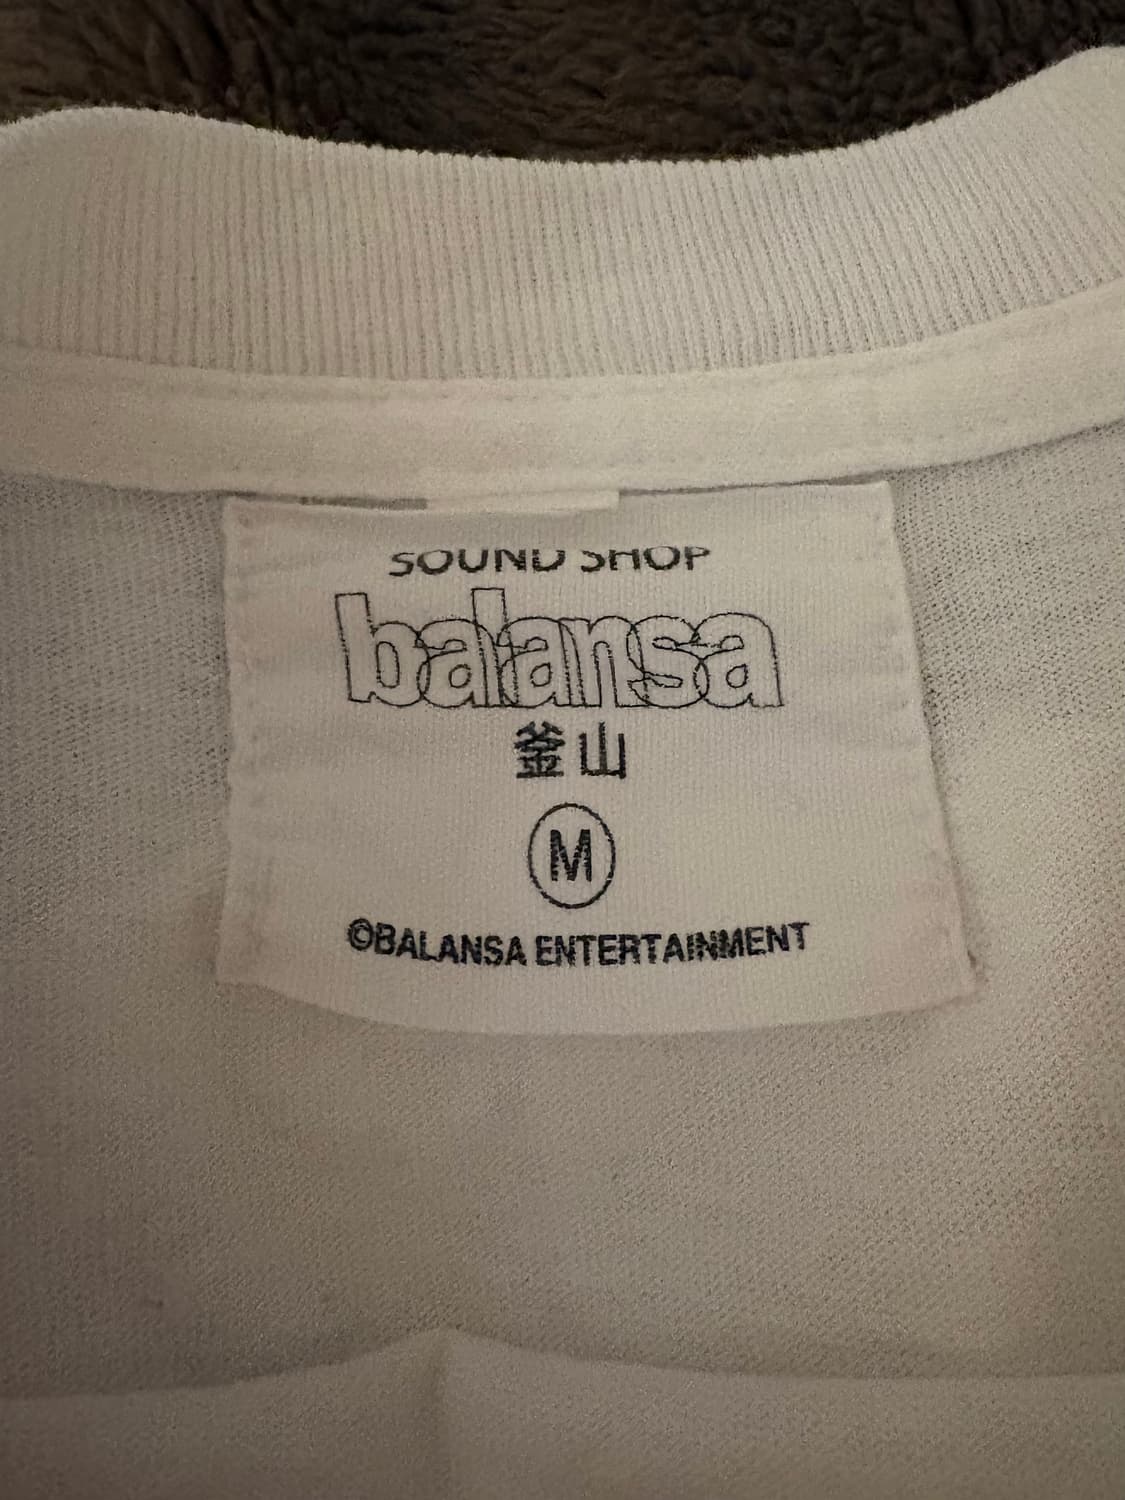 SOUND SHOP
balansa
釜山
M
©BALANSA ENTERTAINMENT